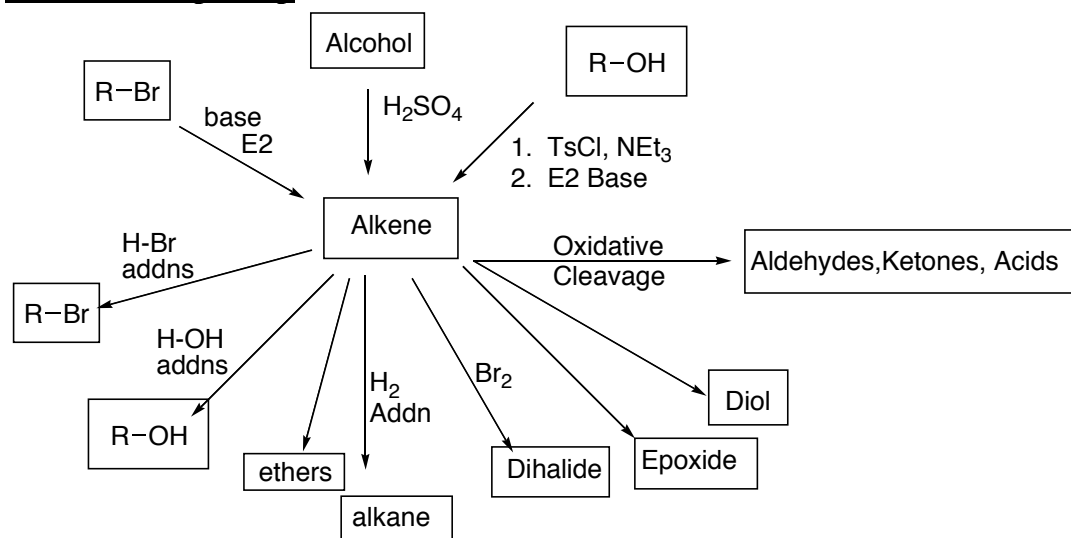 Alcohol
R-OH
R-Br
H₂SO₄
base
E2
1. TsCl, NEt₃
2. E2 Base
Alkene
H-Br
addns
Oxidative
Cleavage
Aldehydes,Ketones, Acids
R-Br
H-OH
addns
H₂
Addn
Br₂
Diol
R-OH
ethers
Dihalide
Epoxide
alkane